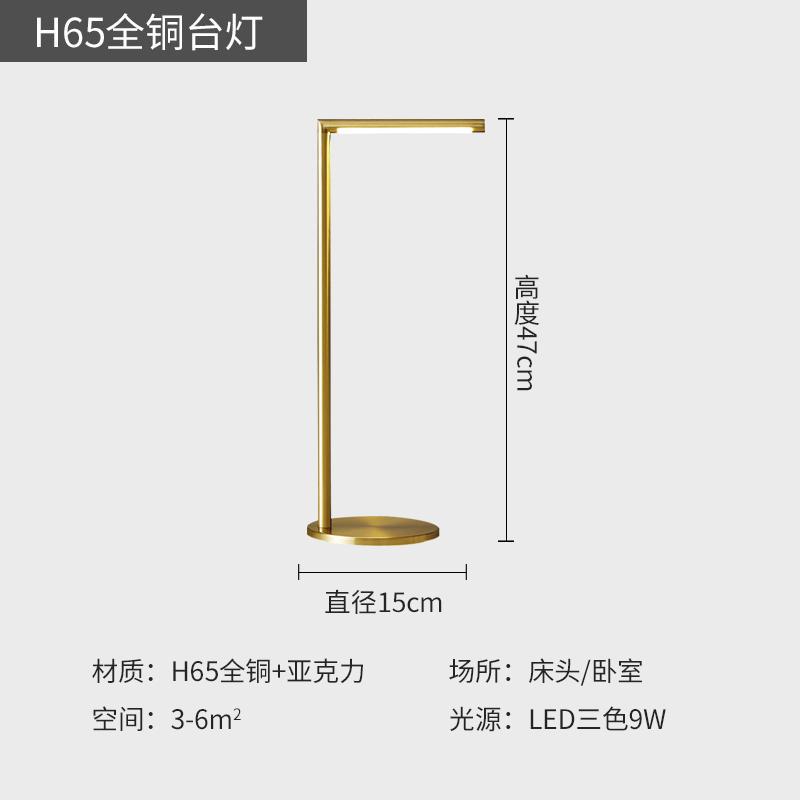 H65全铜台灯
高度47cm
直径15cm
材质：H65全铜+亚克力
场所：床头/卧室
空间：3-6m²
光源：LED三色9W